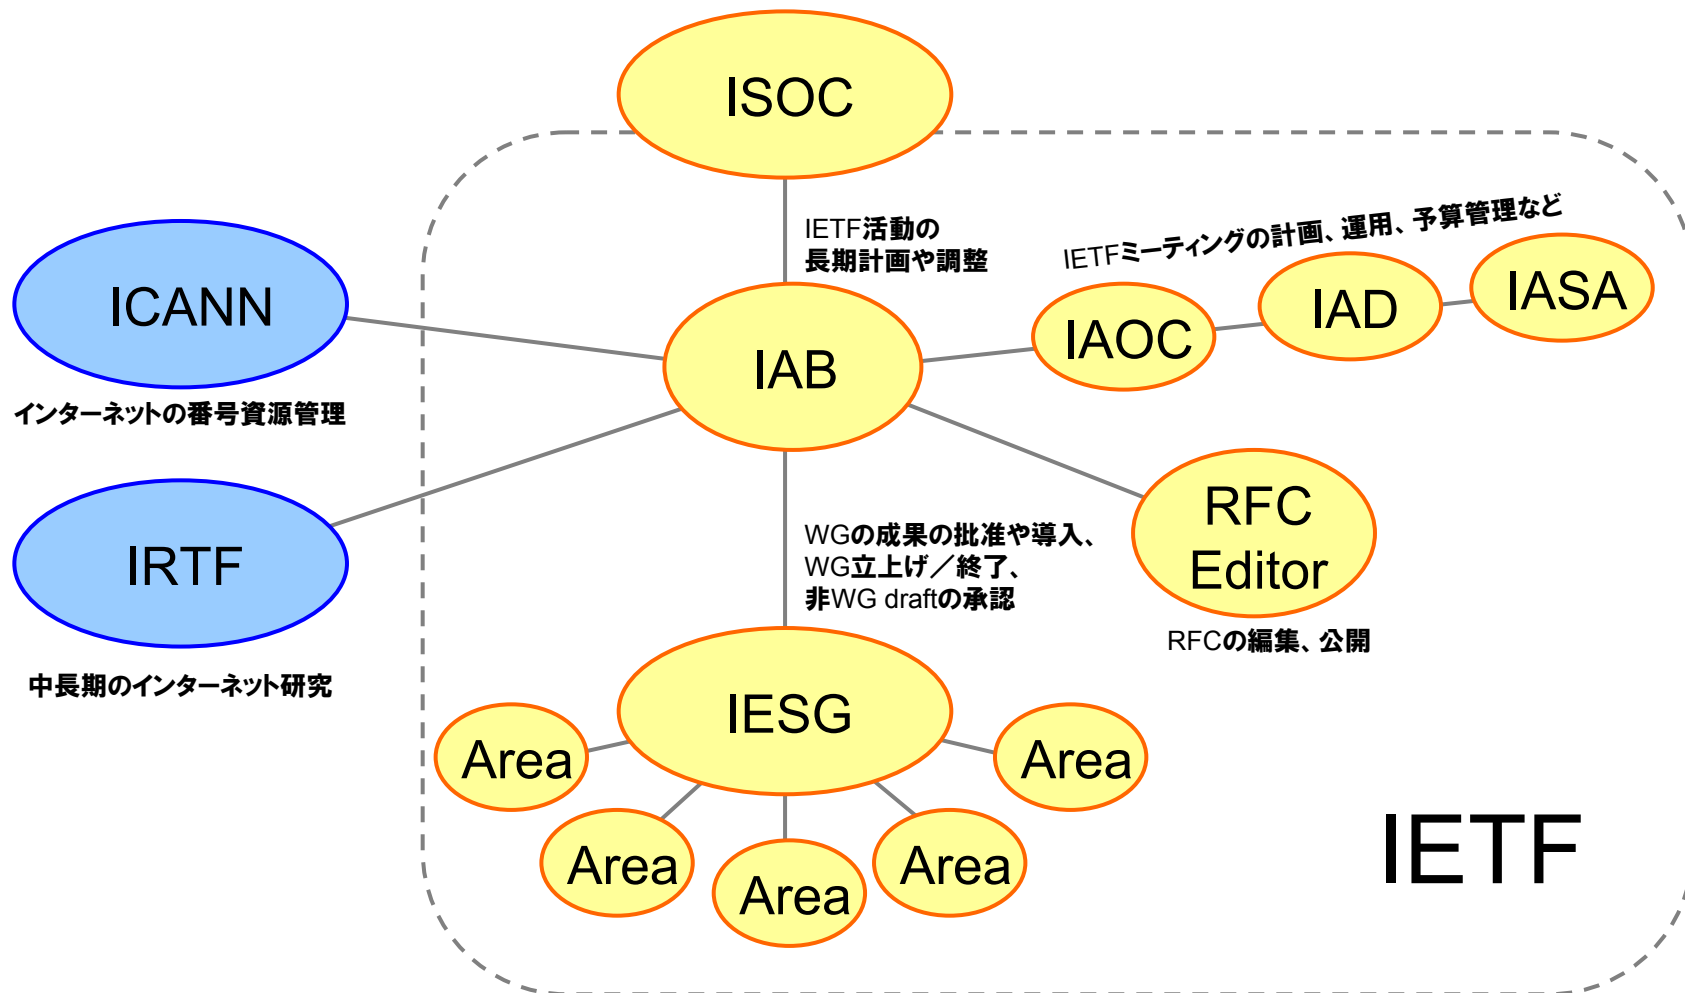 ISOC
IETF活動の
長期計画や調整
IETFミーティングの計画、運用、予算管理など
ICANN
インターネットの番号資源管理
IAB
IAOC
IAD
IASA
IRTF
中長期のインターネット研究
WGの成果の批准や導入、
WG立上げ／終了、
非WG draftの承認
RFC
Editor
RFCの編集、公開
IESG
Area
Area
Area
Area
Area
IETF